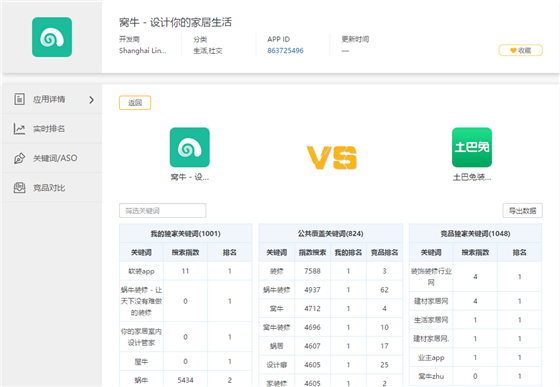 窝牛 - 设计你的家居生活
开发商 分类 APP ID 更新时间
Shanghai Lin... 生活,社交 863725496 —
收藏
应用详情
实时排名
关键词/ASO
竞品对比
返回
VS
土巴兔
窝牛 - 设... 土巴兔装...
筛选关键词 导出数据
我的独家关键词(1001) 公共覆盖关键词(824) 竞品独家关键词(1048)
关键词 搜索指数 排名 关键词 指数搜索 我的排名 竞品排名 关键词 搜索指数 排名
软装app 11 1
蜗牛装修 - 让天下没有难做的装修 0 1
你的家居室内设计管家 0 1
屋牛 0 1
蜗牛 5434 2
装修 7588 1 3
蜗牛装修 4937 1 62
窝牛 4712 1 4
窝牛装修 4696 1 10
蜗居 4607 1 17
设计癖 4605 1 25
家装修 4605 1 2
装饰装修行业网 4 1
建材家居网 4 1
生活家居网 1 1
建材家居网. 1 1
业主app 1 1
窝牛zhu 0 1